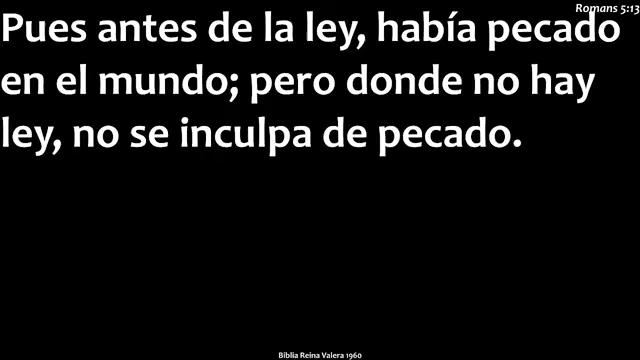 Romans 5:13
Pues antes de la ley, había pecado
en el mundo; pero donde no hay
ley, no se inculpa de pecado.
Biblia Reina Valera 1960